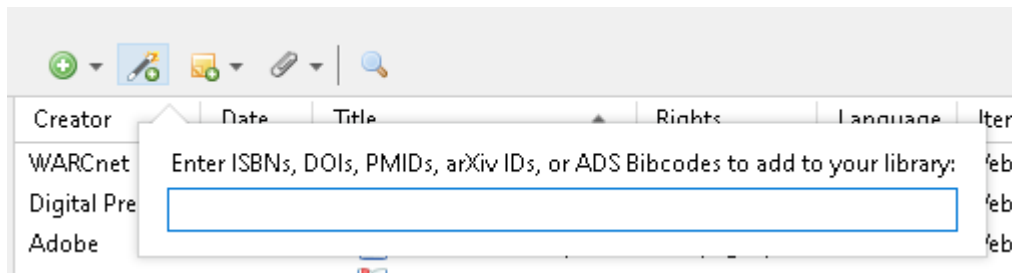 Creator Date Title Rights Language Iter
Enter ISBNs, DOIs, PMIDs, arXiv IDs, or ADS Bibcodes to add to your library:
WARCnet
Digital Pre
Adobe